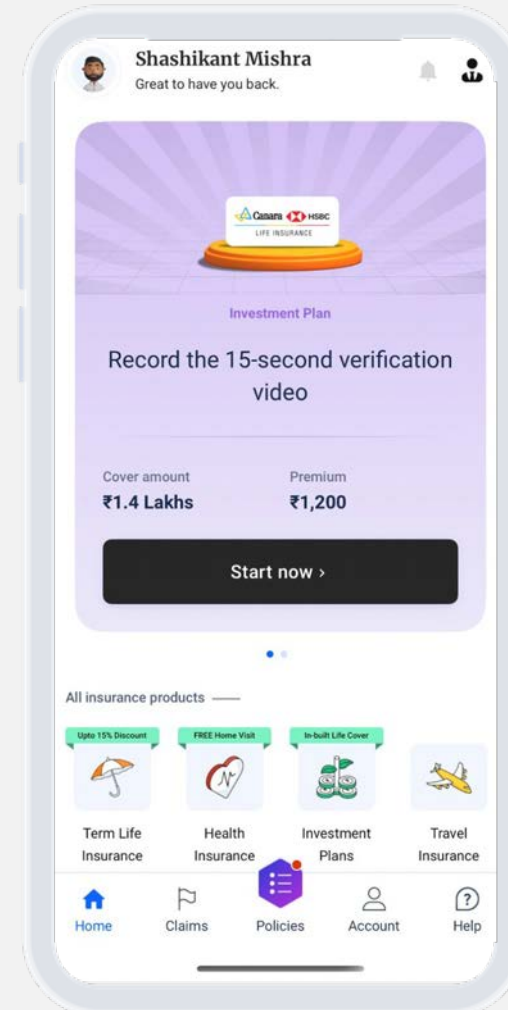 Shashikant Mishra
Great to have you back.
Canara HSBC
LIFE INSURANCE
Investment Plan
Record the 15-second verification
video
Cover amount Premium
₹1.4 Lakhs ₹1,200
Start now ›
All insurance products
Upto 15% Discount FREE Home Visit In-built Life Cover
Term Life Health Investment Travel
Insurance Insurance Plans Insurance
Home Claims Policies Account Help